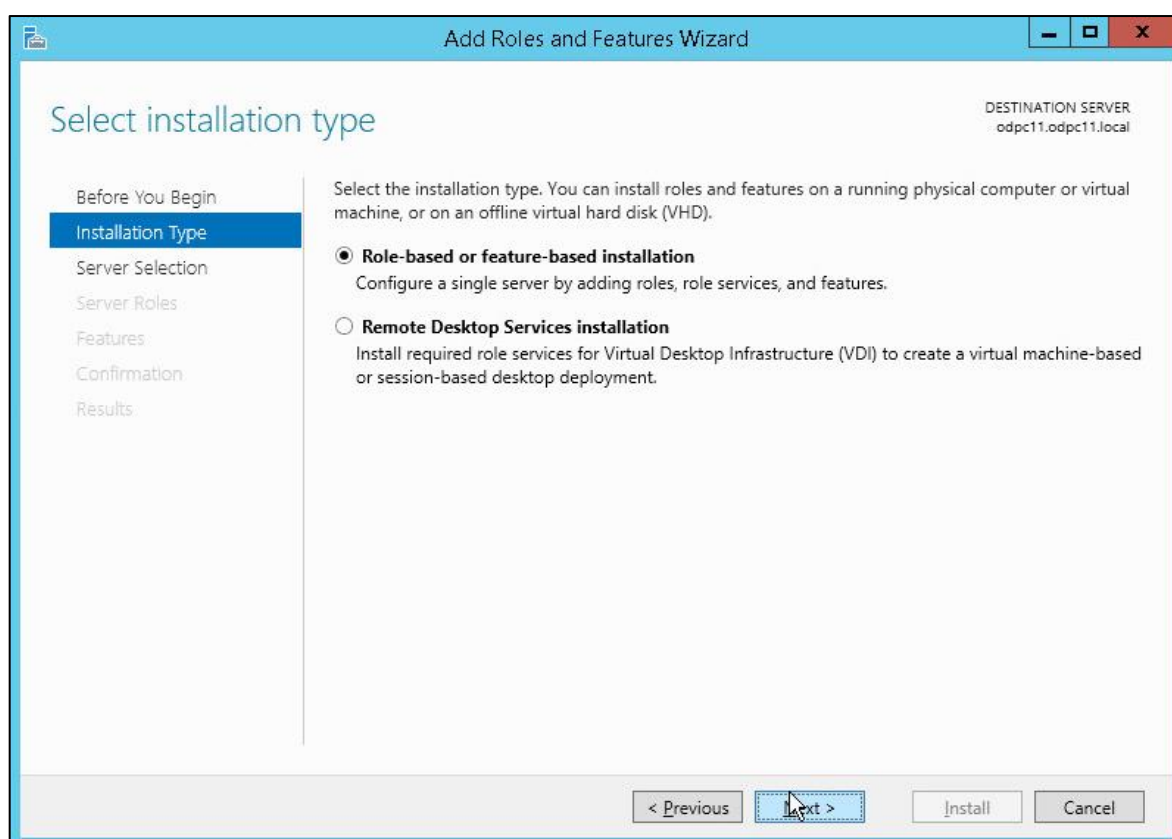 Add Roles and Features Wizard
Select installation type
DESTINATION SERVER
odpc11.odpc11.local
Before You Begin
Installation Type
Server Selection
Server Roles
Features
Confirmation
Results
Select the installation type. You can install roles and features on a running physical computer or virtual
machine, or on an offline virtual hard disk (VHD).
Role-based or feature-based installation
Configure a single server by adding roles, role services, and features.
Remote Desktop Services installation
Install required role services for Virtual Desktop Infrastructure (VDI) to create a virtual machine-based
or session-based desktop deployment.
< Previous
Next >
Install
Cancel